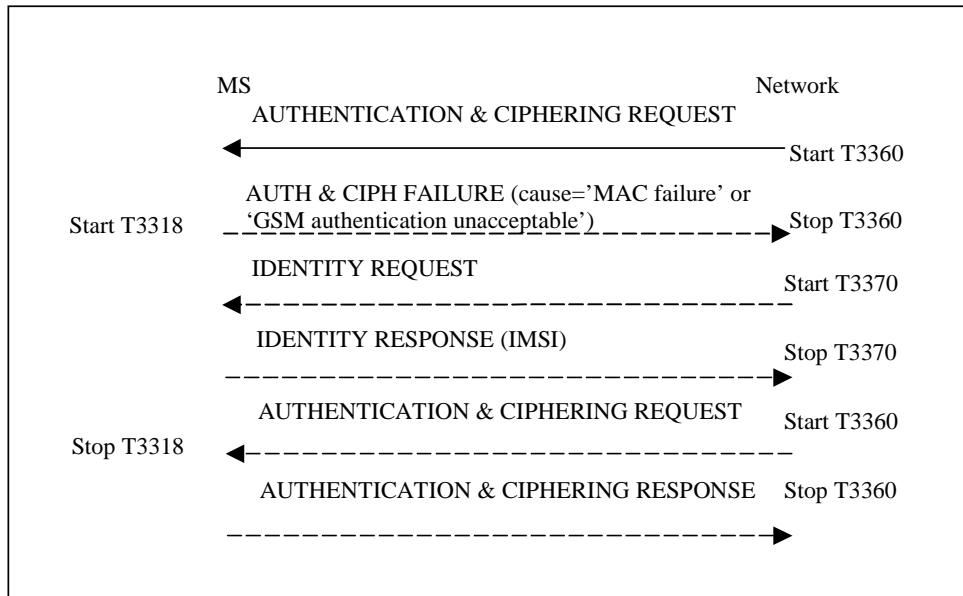 MS Network
AUTHENTICATION & CIPHERING REQUEST
Start T3360
AUTH & CIPH FAILURE (cause='MAC failure' or
‘GSM authentication unacceptable’)
Start T3318
Stop T3360
IDENTITY REQUEST
Start T3370
IDENTITY RESPONSE (IMSI)
Stop T3370
AUTHENTICATION & CIPHERING REQUEST
Start T3360
Stop T3318
AUTHENTICATION & CIPHERING RESPONSE
Stop T3360